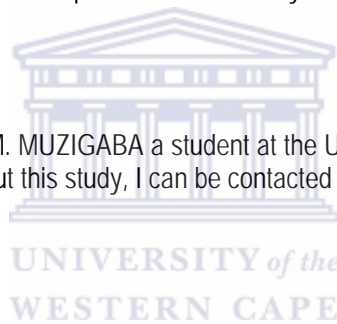 M. MUZIGABA a student at the U
ut this study, I can be contacted
UNIVERSITY of the
WESTERN CAPE